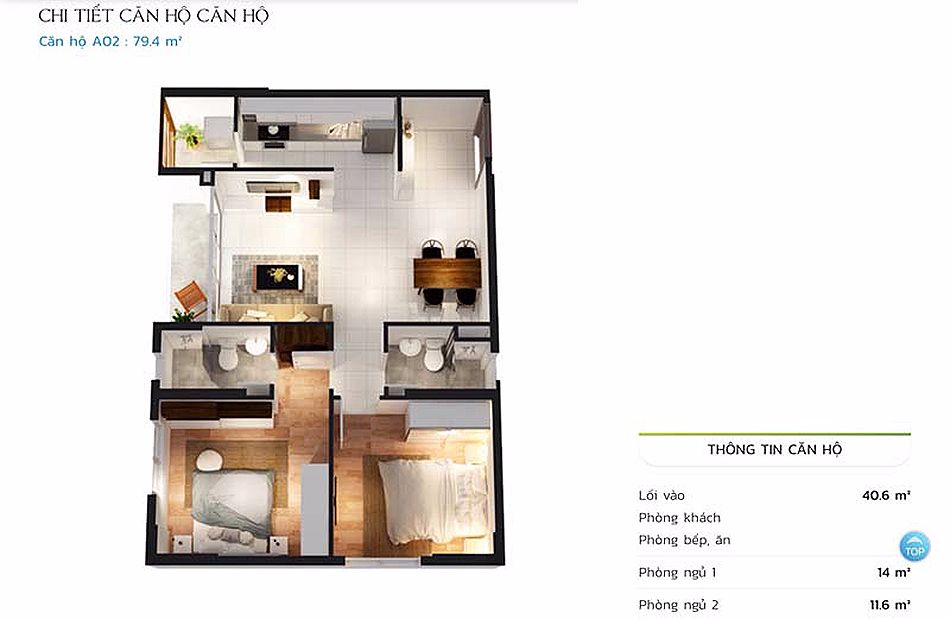 CHI TIẾT CĂN HỘ CĂN HỘ
Căn hộ A02 : 79.4 m²
THÔNG TIN CĂN HỘ
Lối vào 40.6 m²
Phòng khách
Phòng bếp, ăn
TOP
Phòng ngủ 1 14 m²
Phòng ngủ 2 11.6 m²